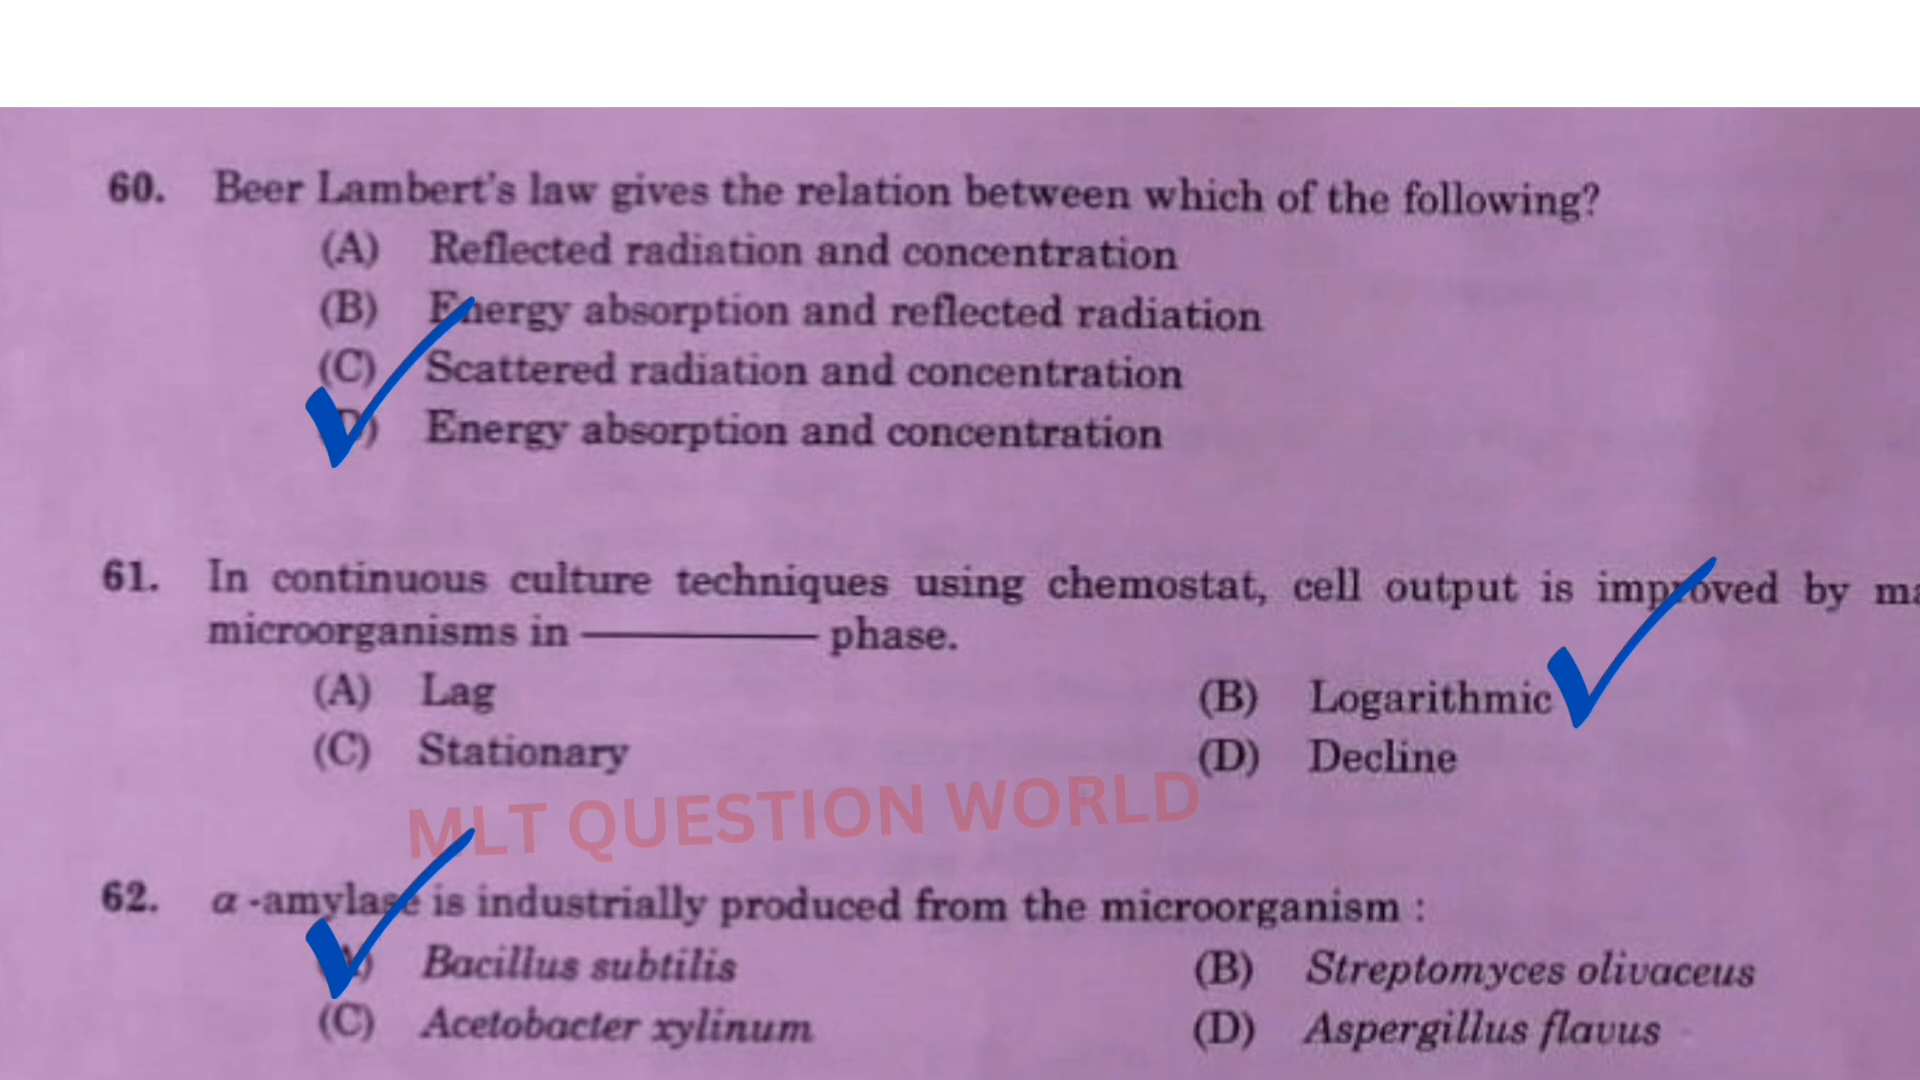 60. Beer Lambert's law gives the relation between which of the following?
(A) Reflected radiation and concentration
(B) Energy absorption and reflected radiation
(C) Scattered radiation and concentration
(D) Energy absorption and concentration
61. In continuous culture techniques using chemostat, cell output is improved by
microorganisms in ———— phase.
(A) Lag (B) Logarithmic
(C) Stationary (D) Decline
MLT QUESTION WORLD
62. α-amylase is industrially produced from the microorganism :
Bacillus subtilis (B) Streptomyces olivaceus
(C) Acetobacter xylinum (D) Aspergillus flavus